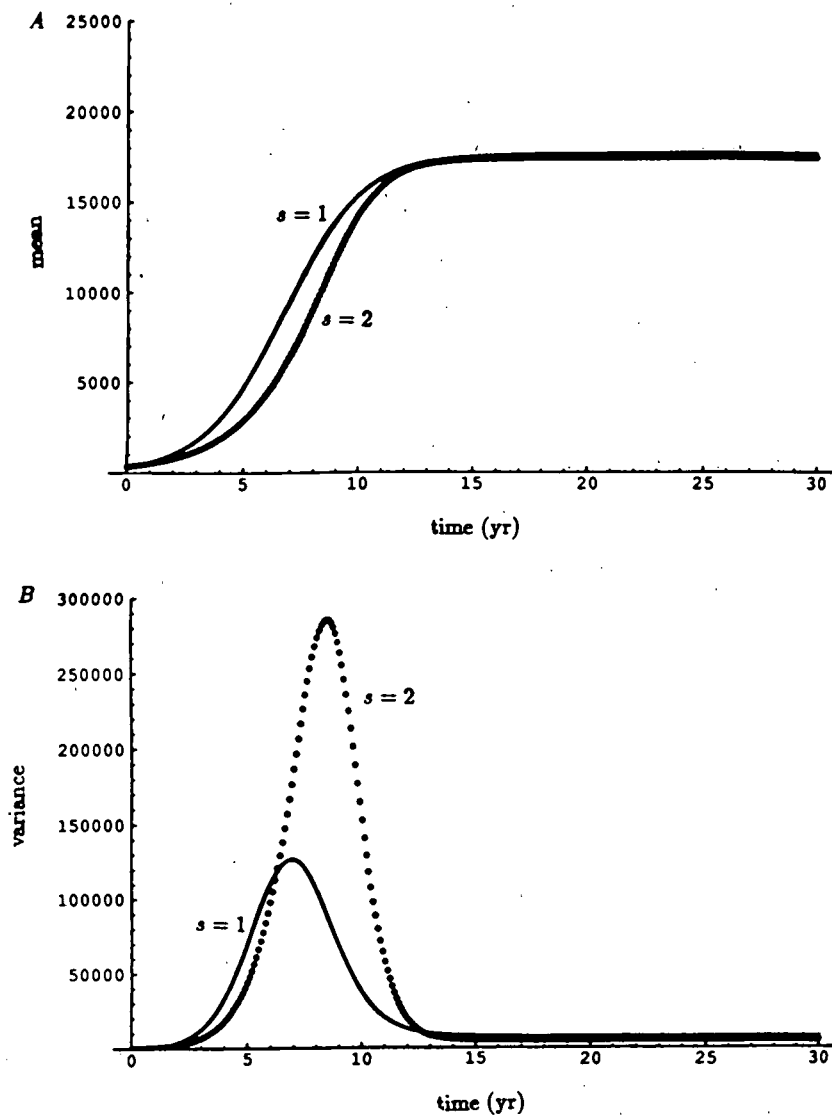 A
25000
20000
15000
10000
5000
mean
s = 1
s = 2
0 5 10 15 20 25 30
time (yr)
B
300000
250000
200000
150000
100000
50000
variance
s = 2
s = 1
0 5 10 15 20 25 30
time (yr)